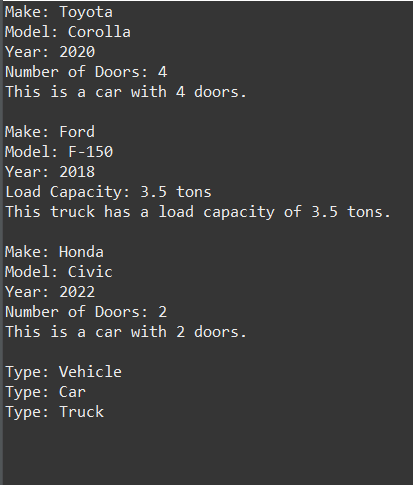 Make: Toyota
Model: Corolla
Year: 2020
Number of Doors: 4
This is a car with 4 doors.
Make: Ford
Model: F-150
Year: 2018
Load Capacity: 3.5 tons
This truck has a load capacity of 3.5 tons.
Make: Honda
Model: Civic
Year: 2022
Number of Doors: 2
This is a car with 2 doors.
Type: Vehicle
Type: Car
Type: Truck